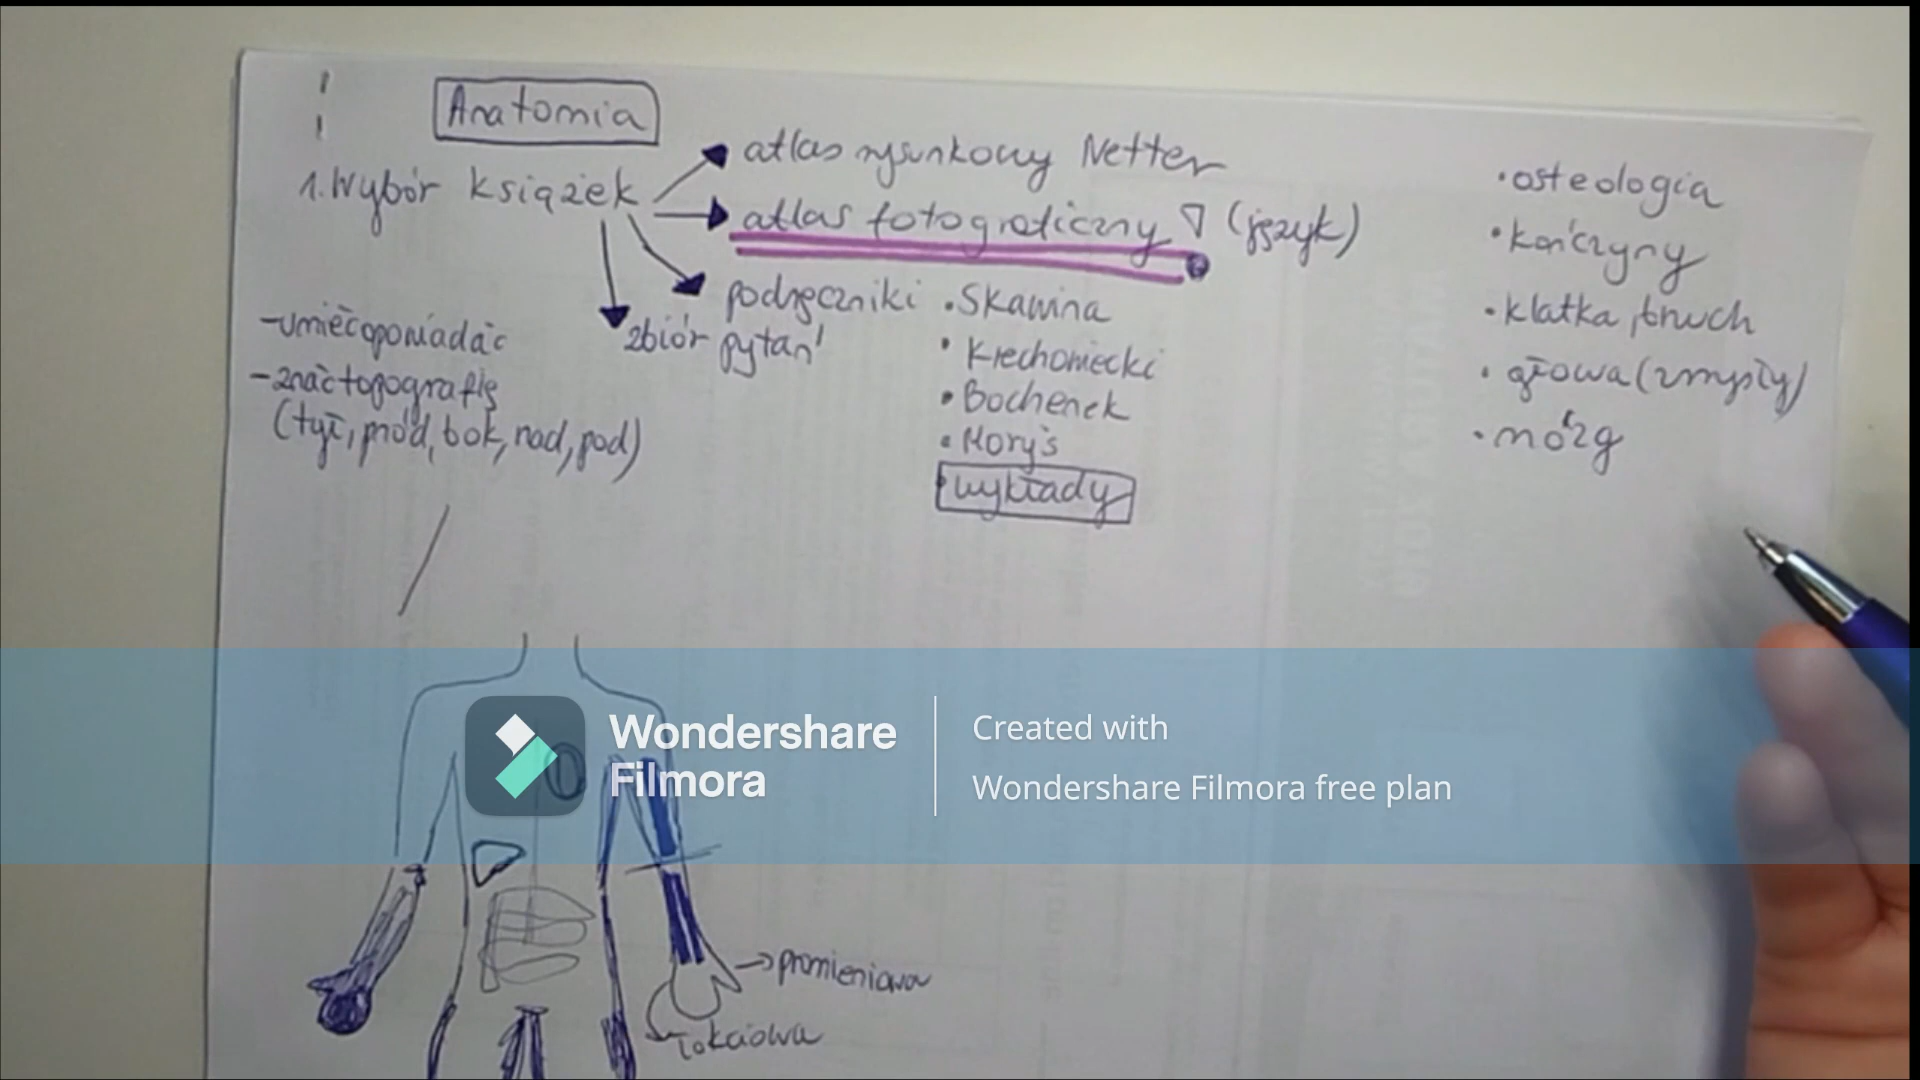 Anatomia
1. Wybór książek
atlas rysunkowy Netter
atlas fotograficzny (język)
podręczniki
zbiór pytań
• Skawina
• Krechowiecki
• Bochenek
• Moryś
• wykłady
- umieć opowiadać
- znać topografię
(tył, przód, bok, nad, pod)
• osteologia
• kończyny
• klatka, brzuch
• głowa (zmysły)
• mózg
Wondershare
Filmora
Created with
Wondershare Filmora free plan
promieniowa
łokciowa